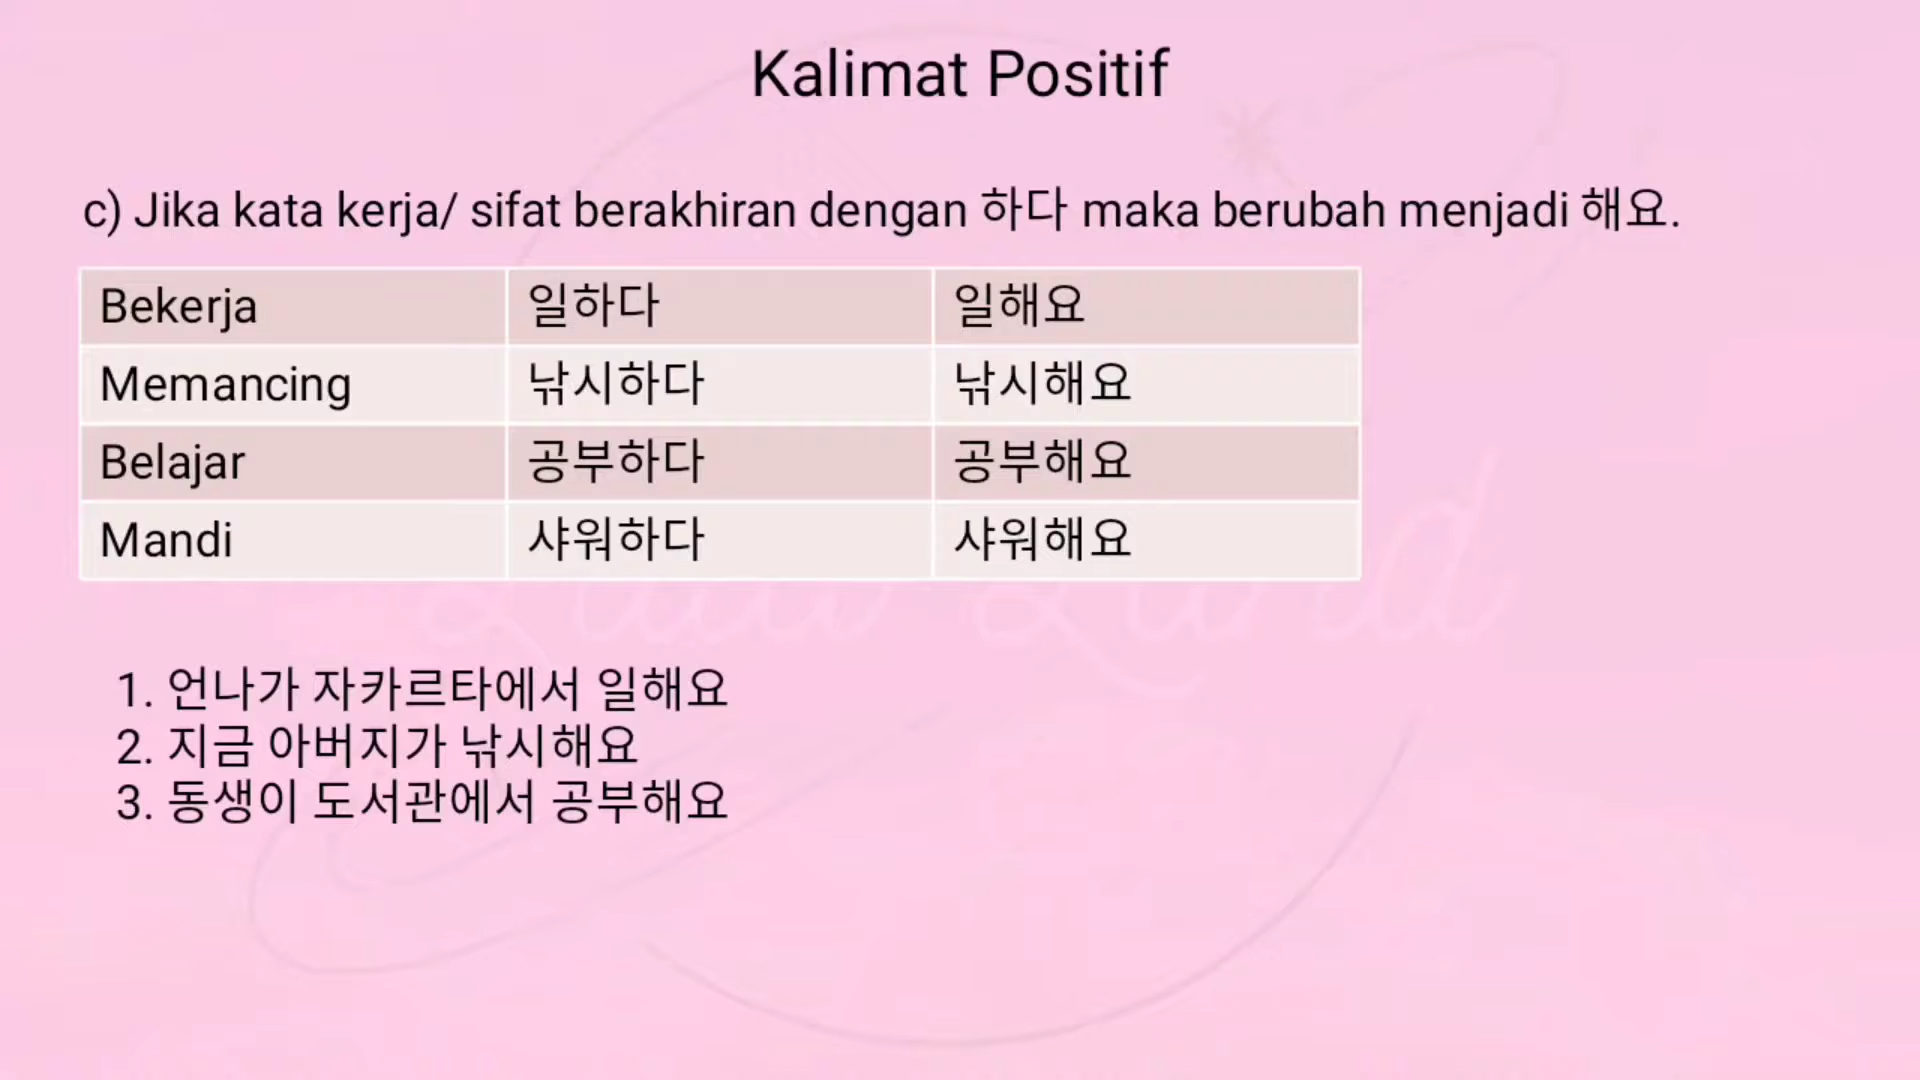 Kalimat Positif
c) Jika kata kerja/ sifat berakhiran dengan 하다 maka berubah menjadi 해요.
Bekerja 일하다 일해요
Memancing 낚시하다 낚시해요
Belajar 공부하다 공부해요
Mandi 샤워하다 샤워해요
1. 언나가 자카르타에서 일해요
2. 지금 아버지가 낚시해요
3. 동생이 도서관에서 공부해요